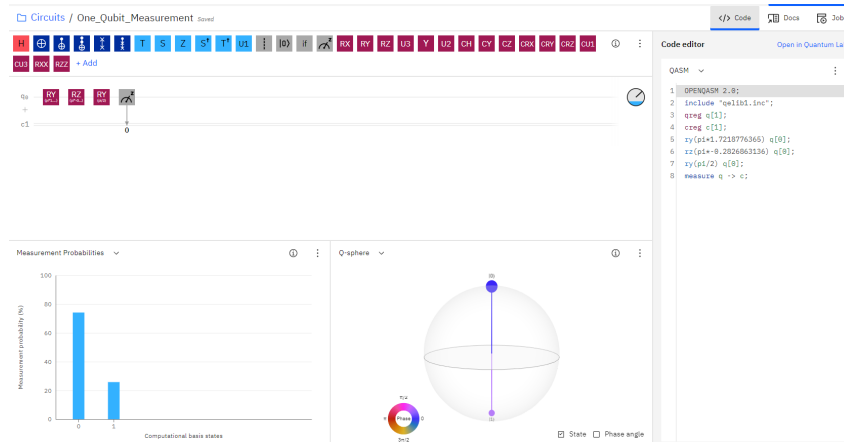 Circuits / One_Qubit_Measurement Saved
</> Code Docs Job
H T S Z S† T† U1 |0⟩ if z RX RY RZ U3 Y U2 CH CY CZ CRX CRY CRZ CU1
CU3 RXX RZZ + Add
Code editor Open in Quantum La
QASM
1 OPENQASM 2.0;
2 include "qelib1.inc";
3 qreg q[1];
4 creg c[1];
5 ry(pi*1.7218776365) q[0];
6 rz(pi*-0.2826863136) q[0];
7 ry(pi/2) q[0];
8 measure q -> c;
RY RZ RY z
+
c1
0
Measurement Probabilities
Measurement probability (%)
100
80
60
40
20
0
0 1
Computational basis states
Q-sphere
|0⟩
|1⟩
π/2
π Phase 0
3π/2
State Phase angle